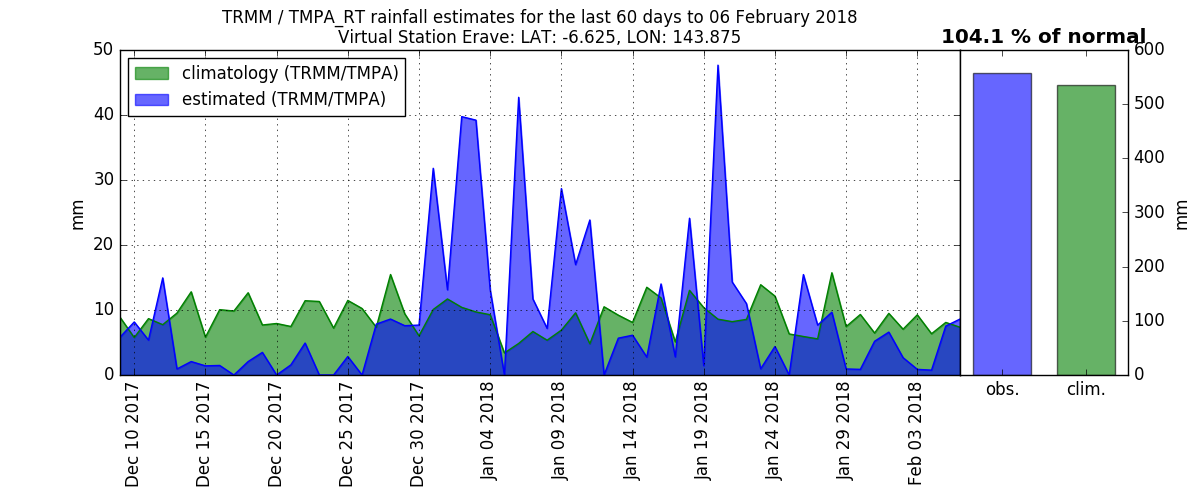 TRMM / TMPA_RT rainfall estimates for the last 60 days to 06 February 2018
Virtual Station Erave: LAT: -6.625, LON: 143.875
104.1 % of normal
climatology (TRMM/TMPA)
estimated (TRMM/TMPA)
50
40
30
20
10
0
mm
Dec 10 2017
Dec 15 2017
Dec 20 2017
Dec 25 2017
Dec 30 2017
Jan 04 2018
Jan 09 2018
Jan 14 2018
Jan 19 2018
Jan 24 2018
Jan 29 2018
Feb 03 2018
obs.
clim.
600
500
400
300
200
100
0
mm